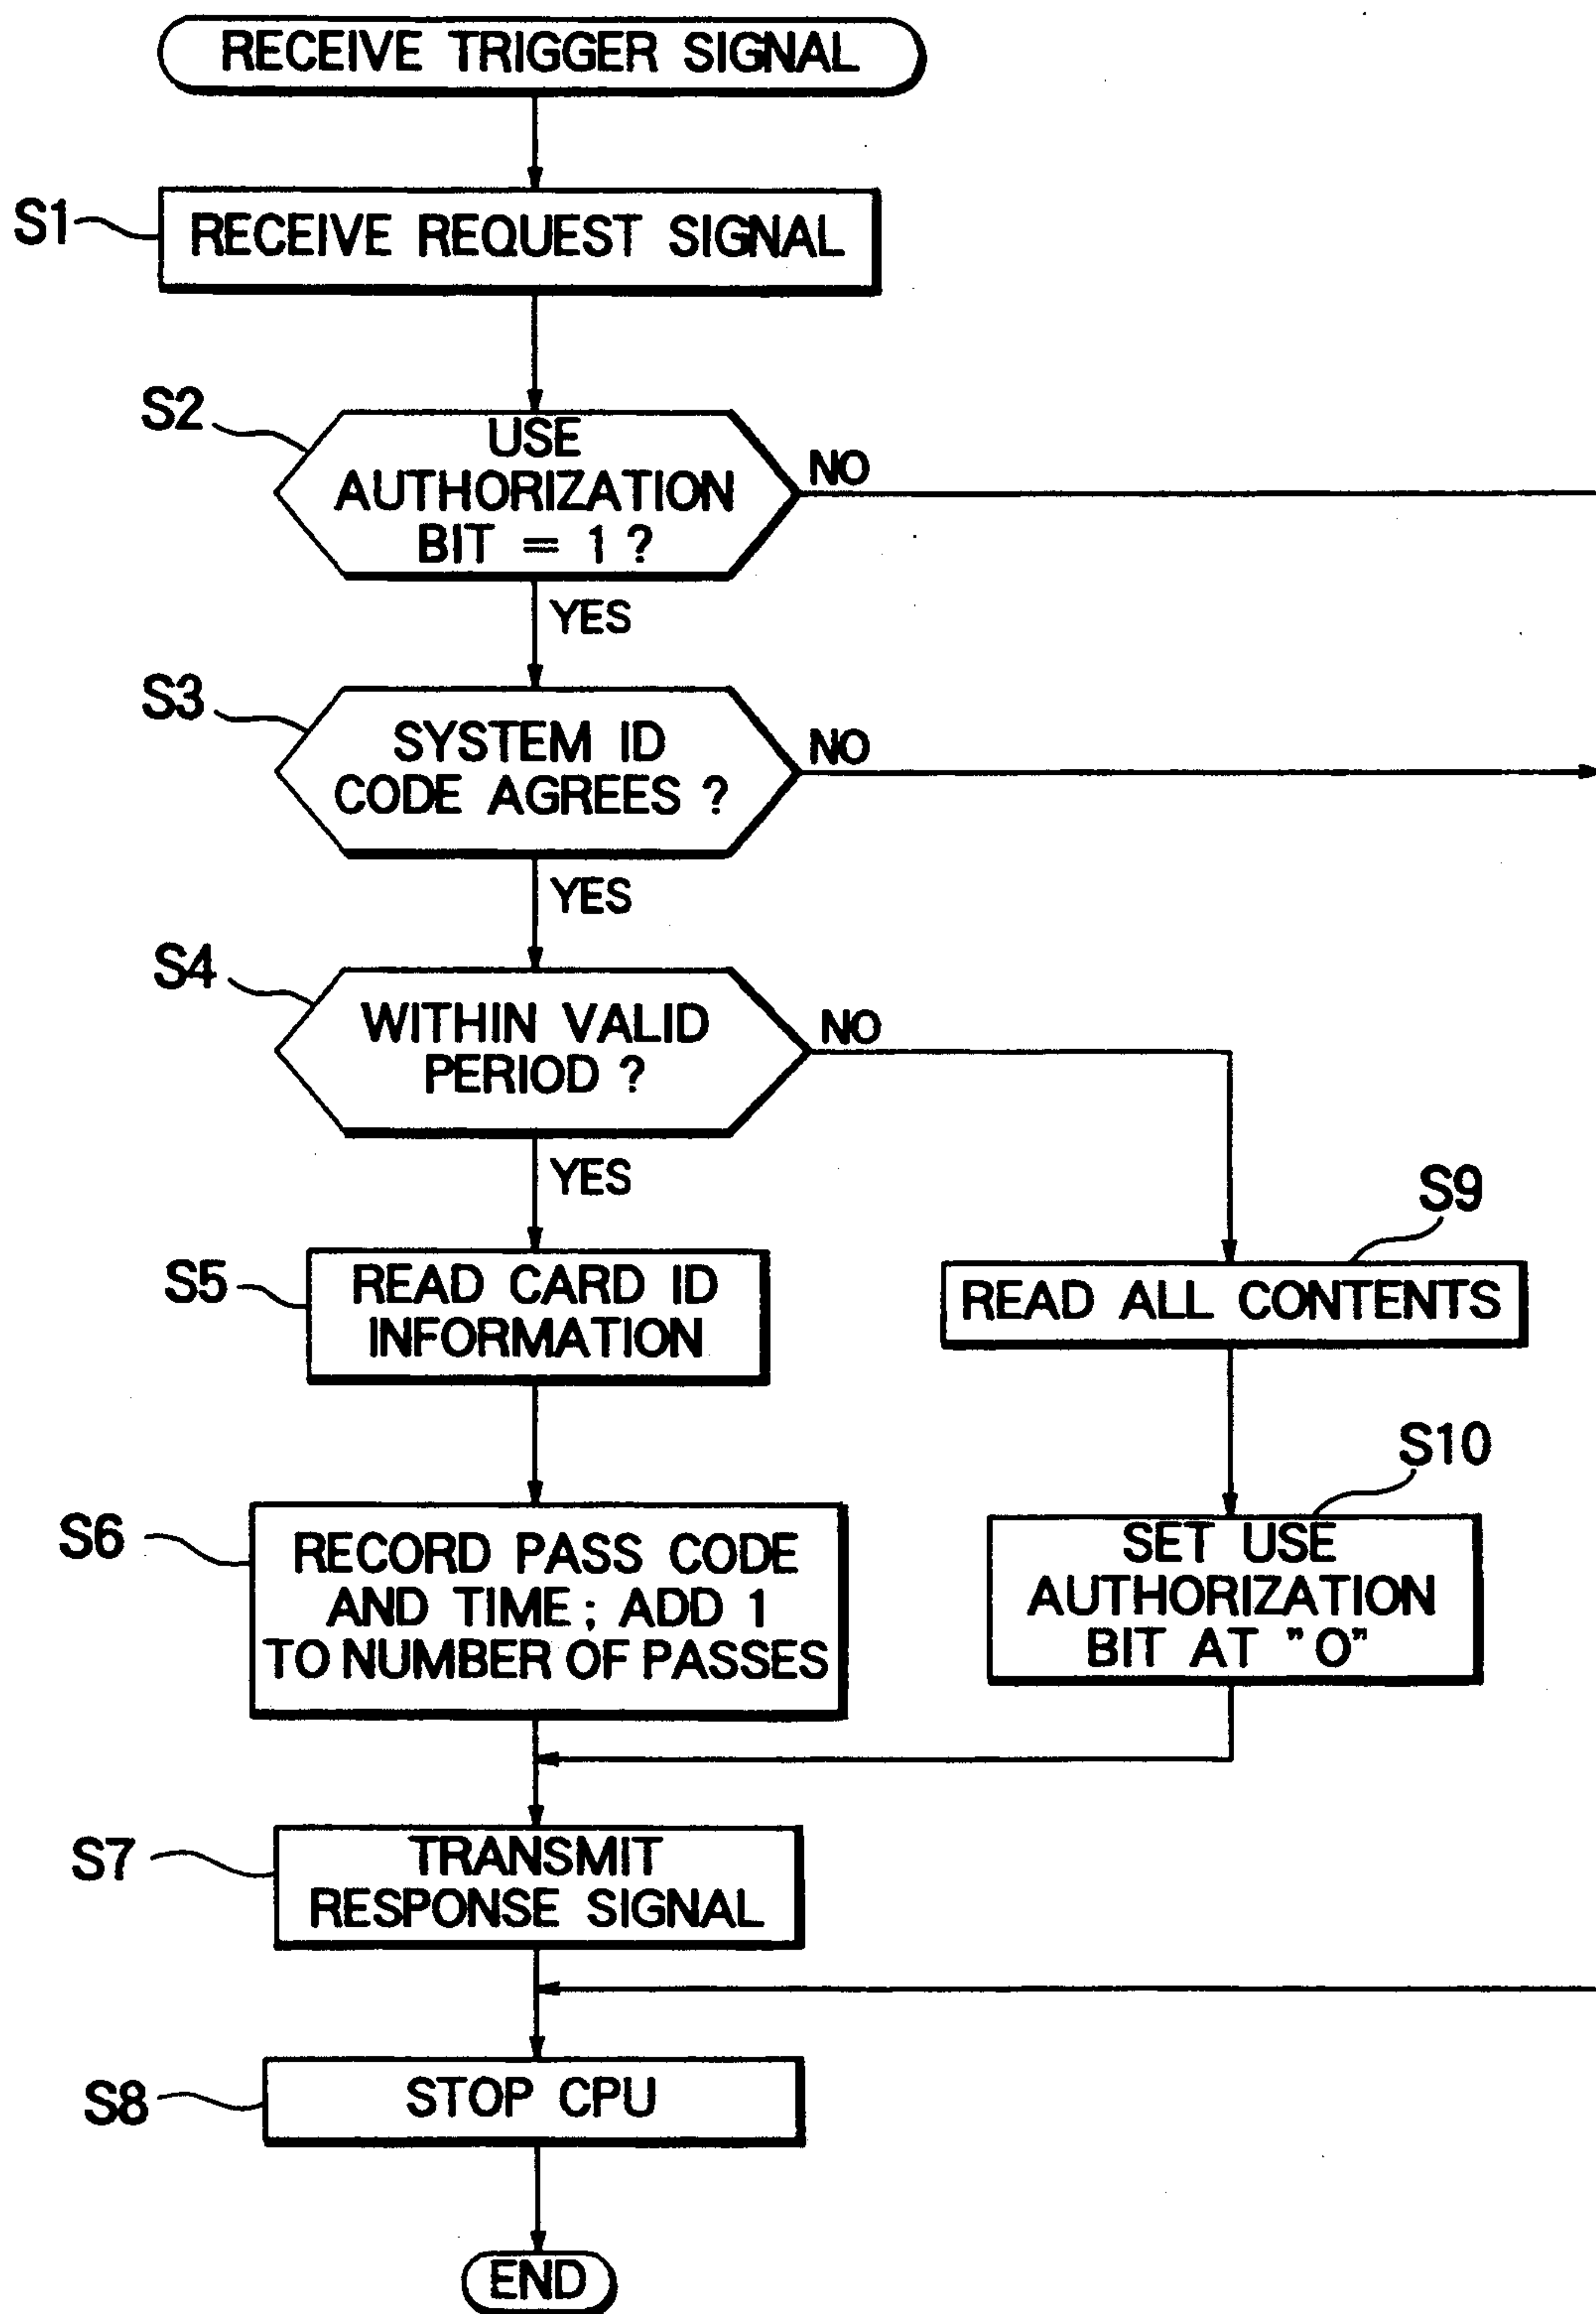 RECEIVE TRIGGER SIGNAL
S1
RECEIVE REQUEST SIGNAL
S2
USE
AUTHORIZATION
BIT = 1 ?
NO
YES
S3
SYSTEM ID
CODE AGREES ?
NO
YES
S4
WITHIN VALID
PERIOD ?
NO
YES
S5
READ CARD ID
INFORMATION
S9
READ ALL CONTENTS
S6
RECORD PASS CODE
AND TIME ; ADD 1
TO NUMBER OF PASSES
S10
SET USE
AUTHORIZATION
BIT AT "0"
S7
TRANSMIT
RESPONSE SIGNAL
S8
STOP CPU
END